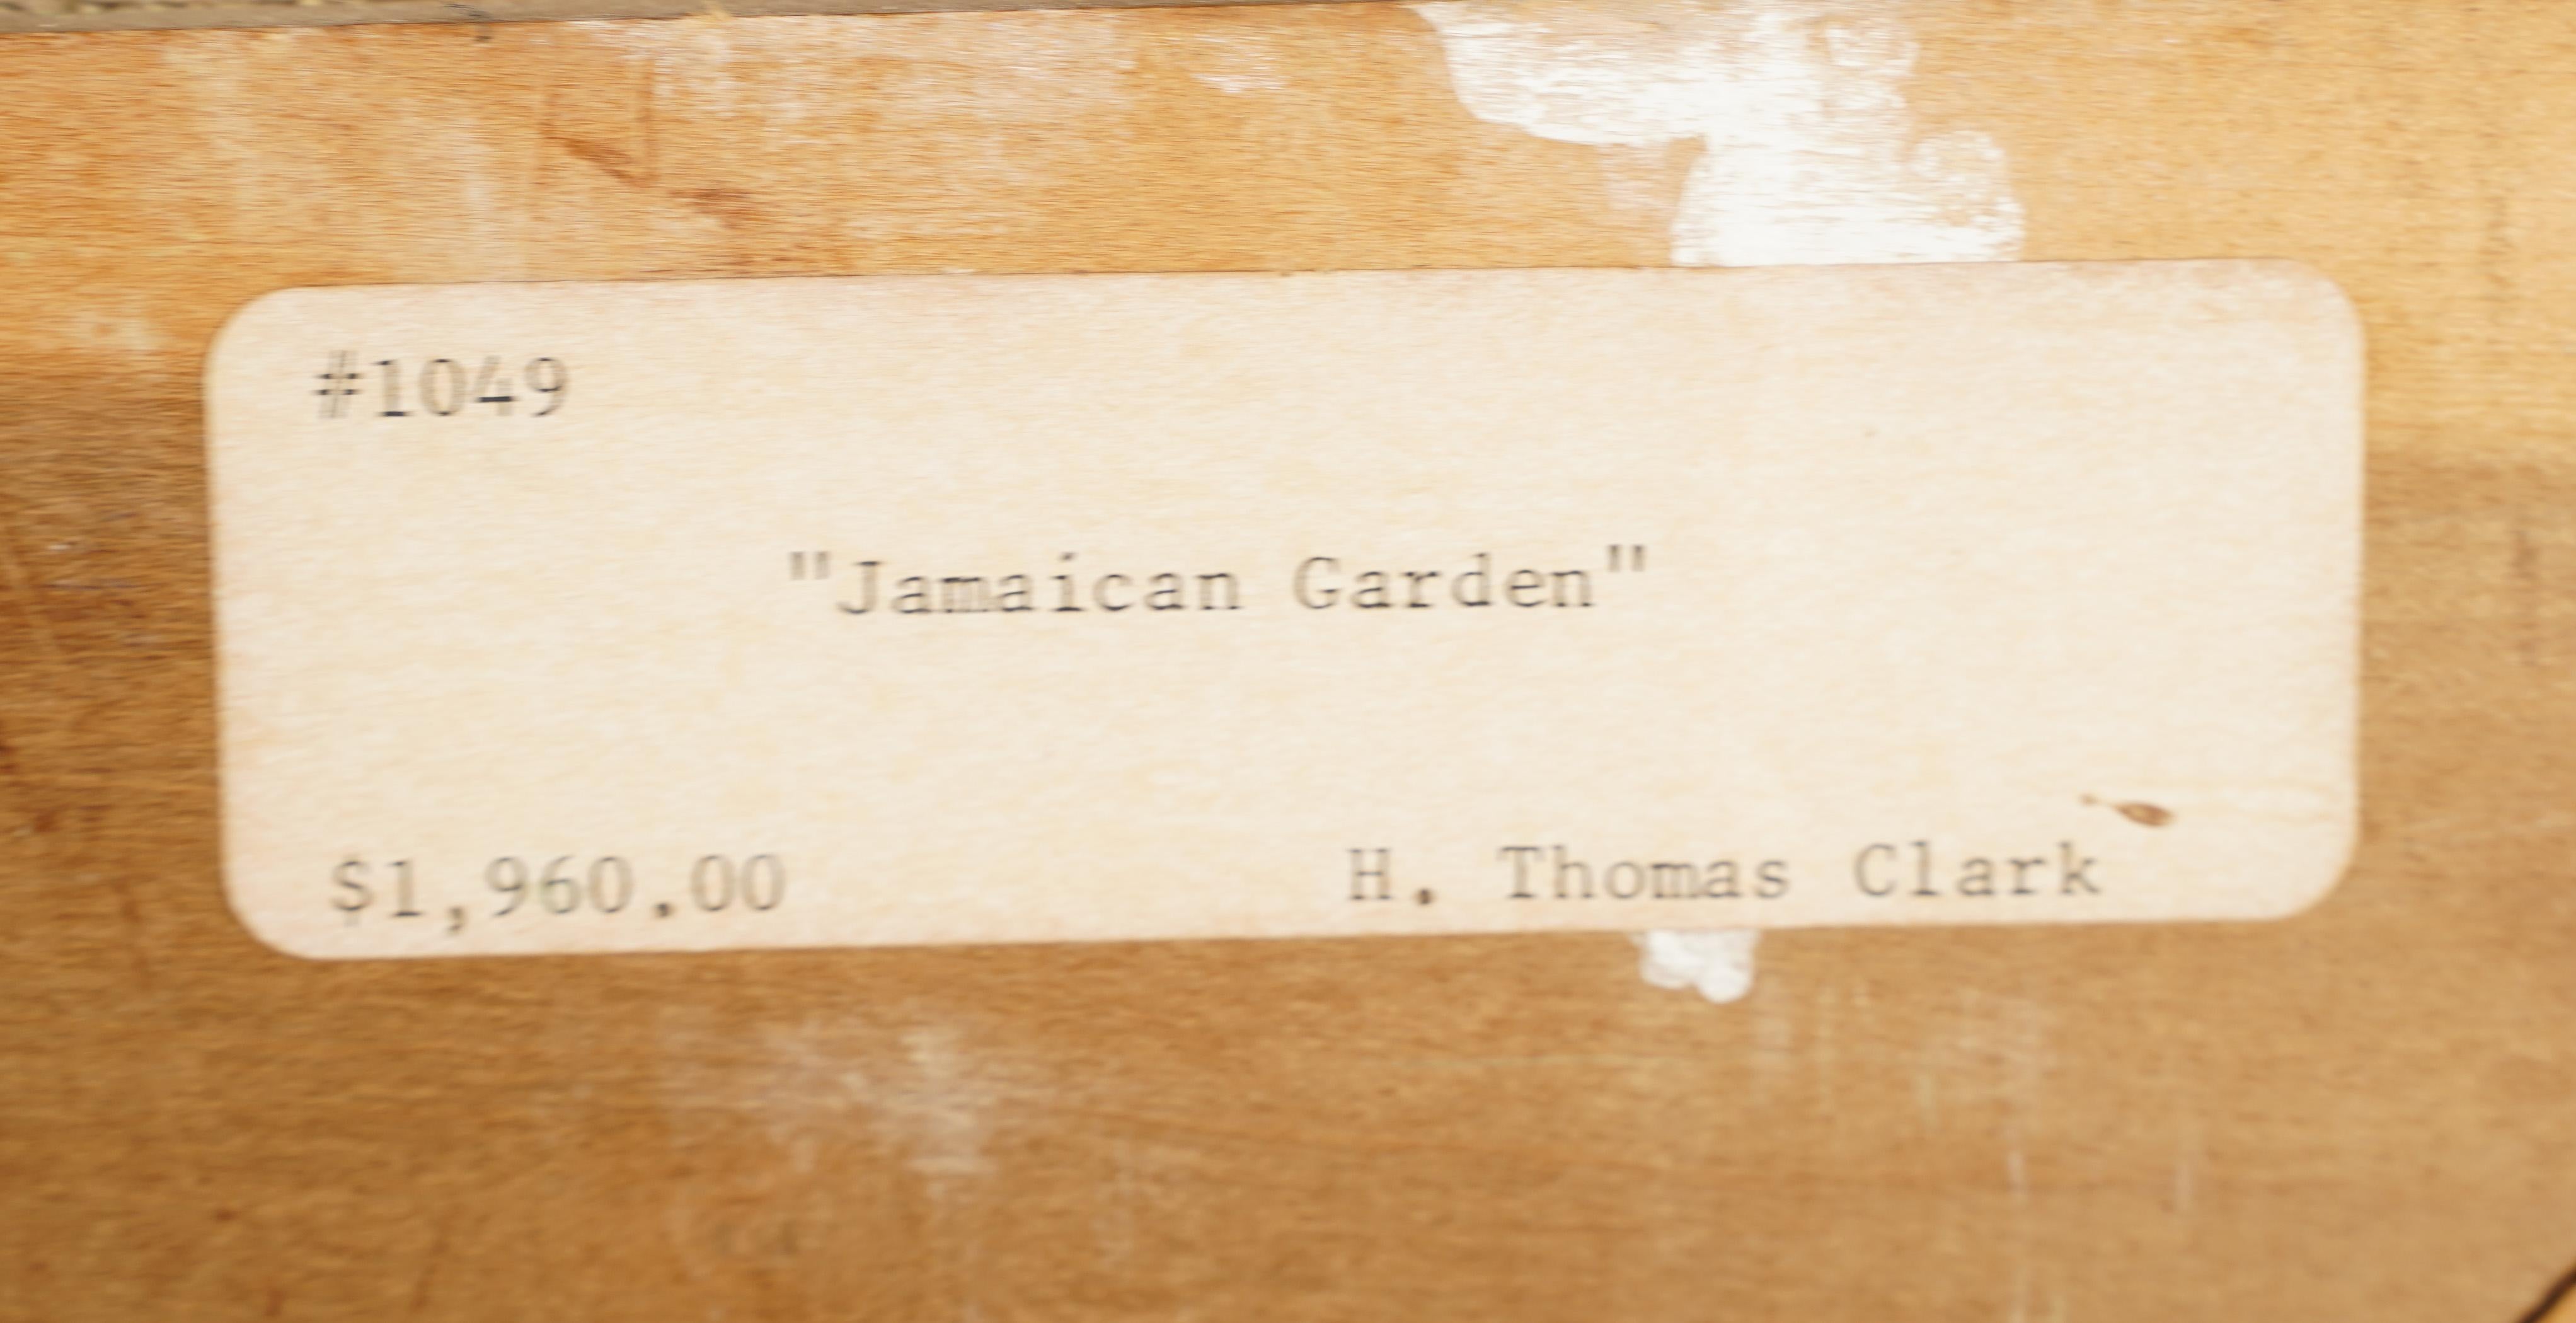 #1049
"Jamaican Garden"
$1,960.00 H. Thomas Clark